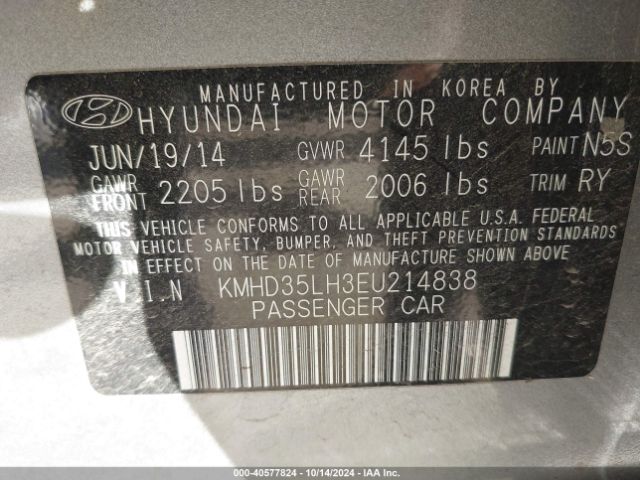 MANUFACTURED IN KOREA BY
HYUNDAI MOTOR COMPANY
JUN/19/14 GVWR 4145 lbs PAINT N5S
GAWR FRONT 2205 lbs GAWR REAR 2006 lbs TRIM RY
THIS VEHICLE CONFORMS TO ALL APPLICABLE U.S.A. FEDERAL
MOTOR VEHICLE SAFETY, BUMPER, AND THEFT PREVENTION STANDARDS
IN EFFECT ON THE DATE OF MANUFACTURE SHOWN ABOVE
V.I.N KMHD35LH3EU214838
PASSENGER CAR
000-40577824 | 10/14/2024 | IAA Inc.